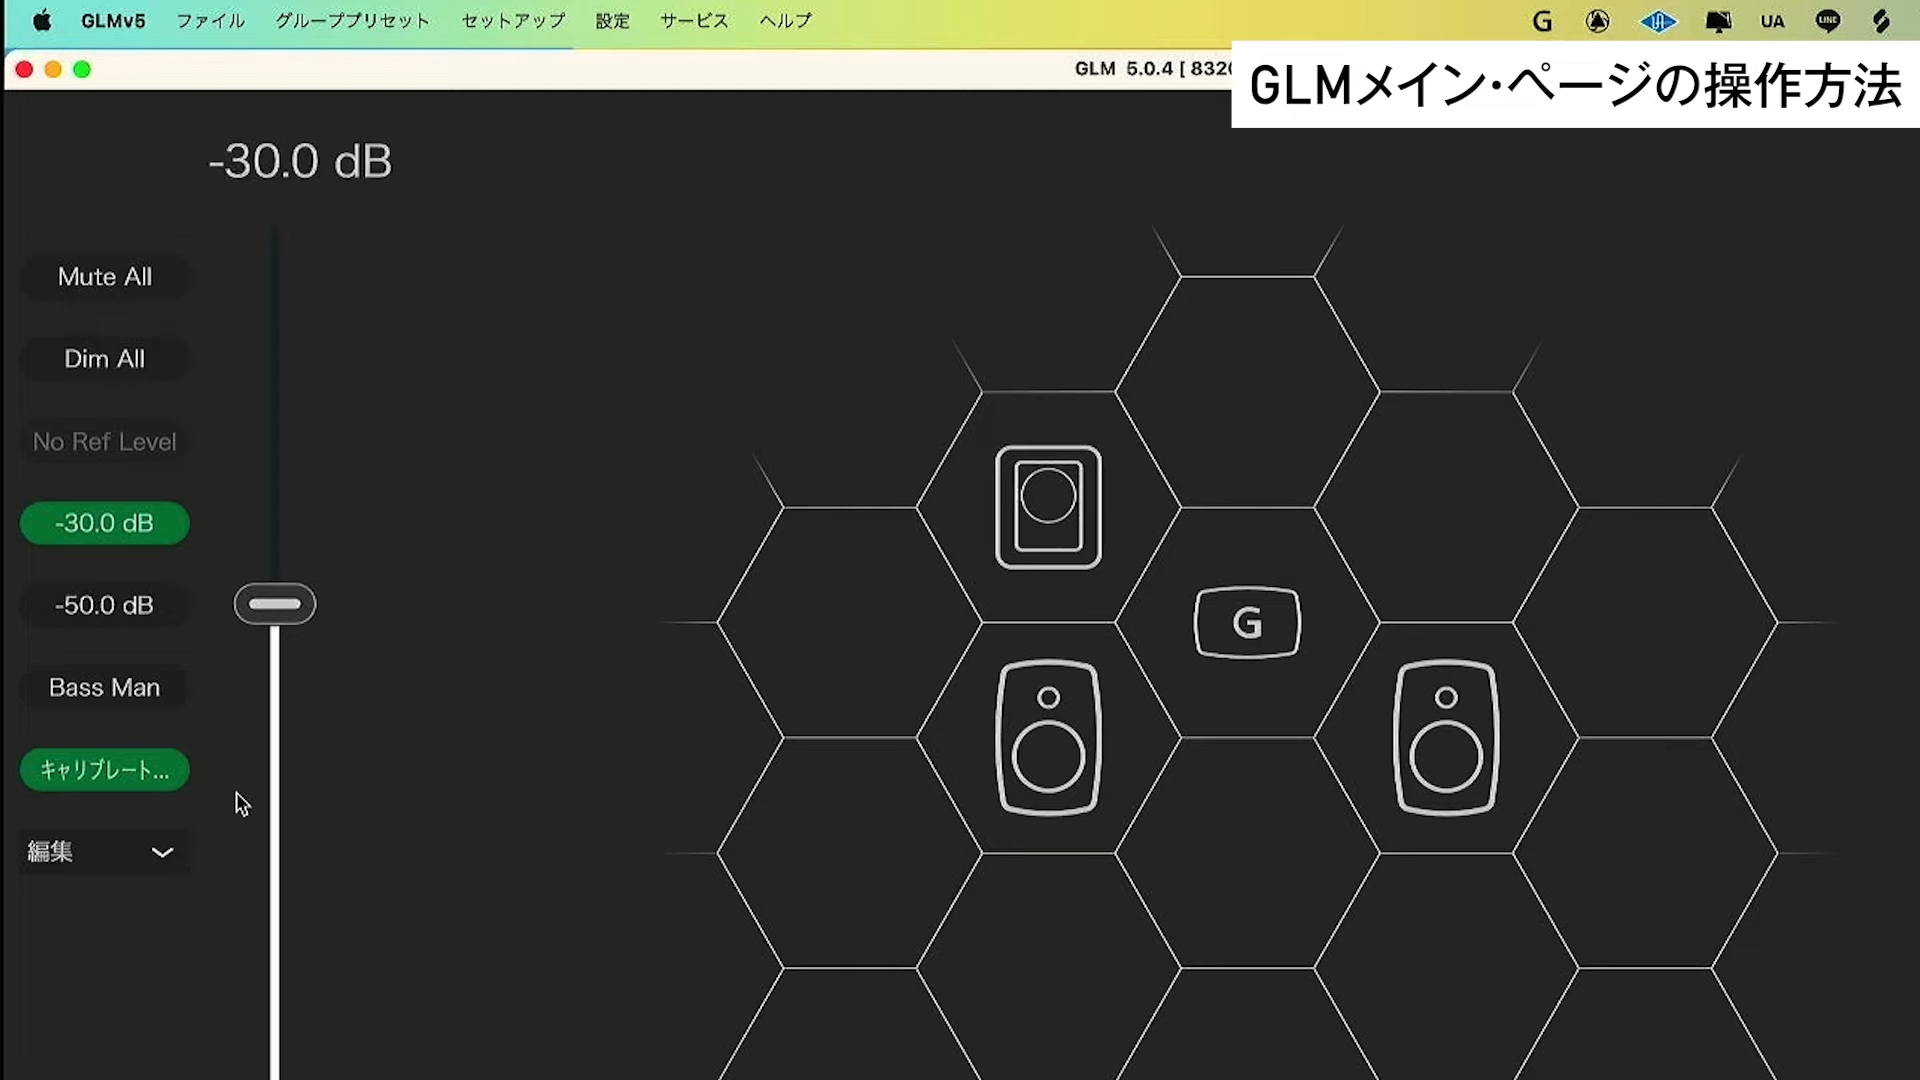 GLMv5 ファイル グループプリセット セットアップ 設定 サービス ヘルプ G UA LINE
GLM 5.0.4 [ 832
GLMメイン・ページの操作方法
-30.0 dB
Mute All
Dim All
No Ref Level
-30.0 dB
-50.0 dB
Bass Man
キャリブレート...
編集
G